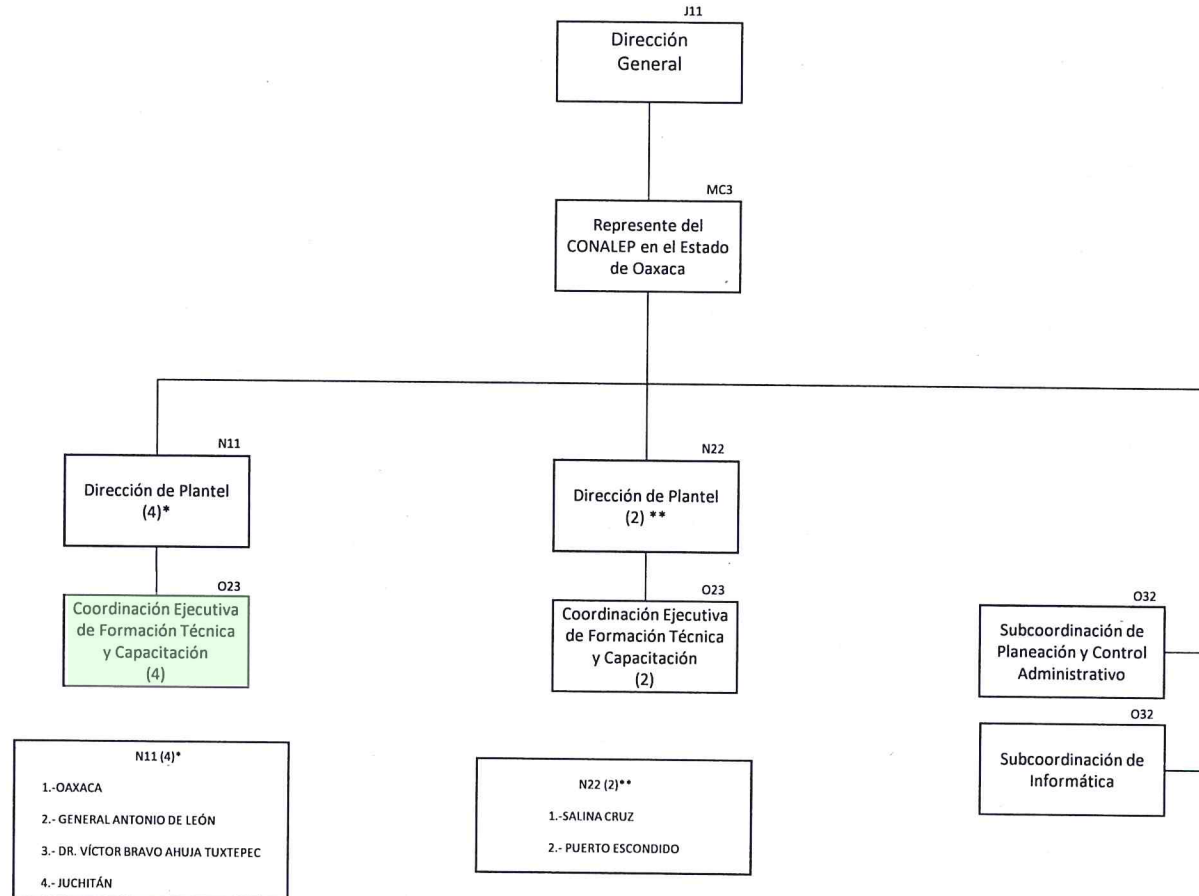 J11
Dirección
General
MC3
Represente del
CONALEP en el Estado
de Oaxaca
N11
Dirección de Plantel
(4)*
N22
Dirección de Plantel
(2) **
O23
Coordinación Ejecutiva
de Formación Técnica
y Capacitación
(4)
O23
Coordinación Ejecutiva
de Formación Técnica
y Capacitación
(2)
O32
Subcoordinación de
Planeación y Control
Administrativo
O32
Subcoordinación de
Informática
N11 (4)*
1.-OAXACA
2.- GENERAL ANTONIO DE LEÓN
3.- DR. VÍCTOR BRAVO AHUJA TUXTEPEC
4.- JUCHITÁN
N22 (2)**
1.-SALINA CRUZ
2.- PUERTO ESCONDIDO